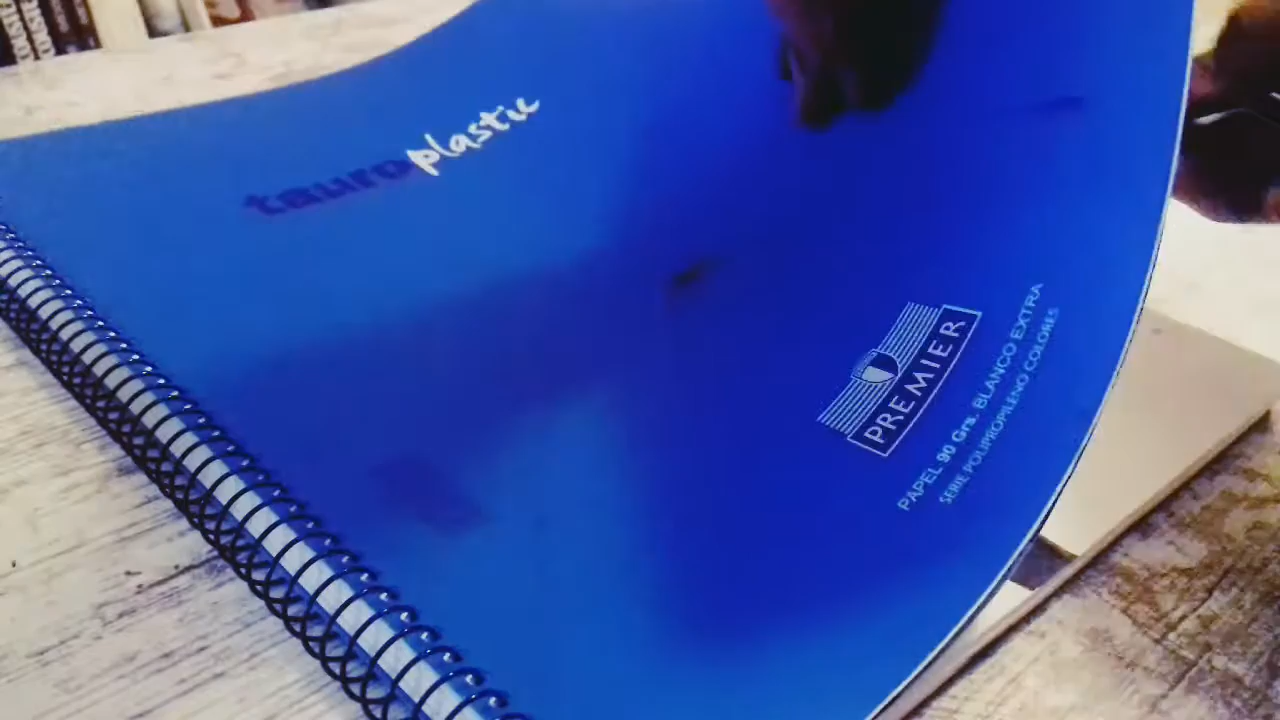 tauroplastic
PREMIER
PAPEL 90 Grs. BLANCO EXTRA
SERIE POLIPROPILENO COLORES